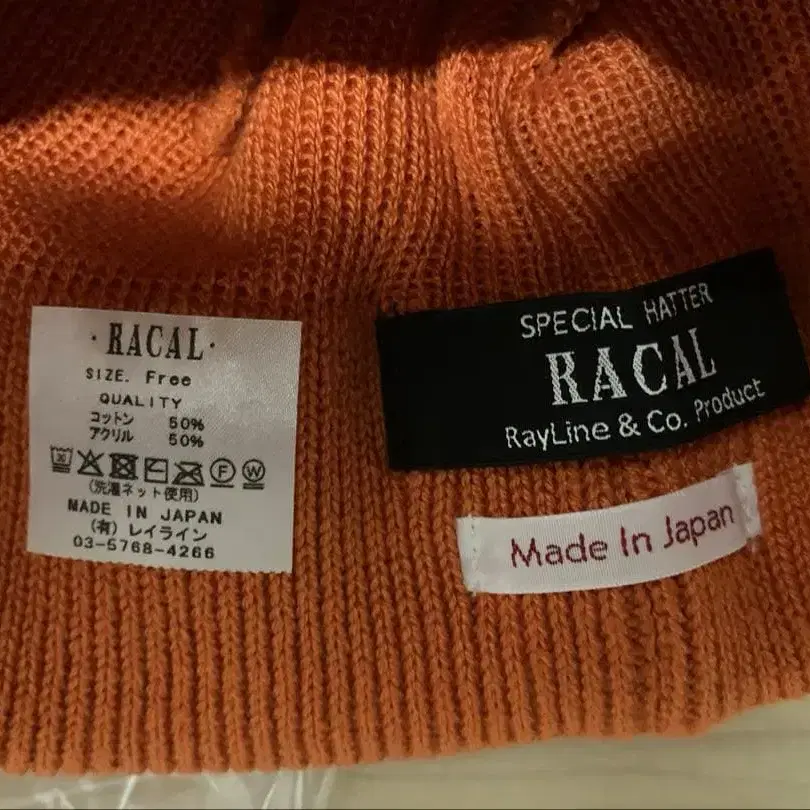 · RACAL ·
SIZE. Free
QUALITY
コットン 50%
アクリル 50%
F W
(洗濯ネット使用)
MADE IN JAPAN
(有) レイライン
03-5768-4266
SPECIAL HATTER
RACAL
RayLine & Co. Product
Made In Japan